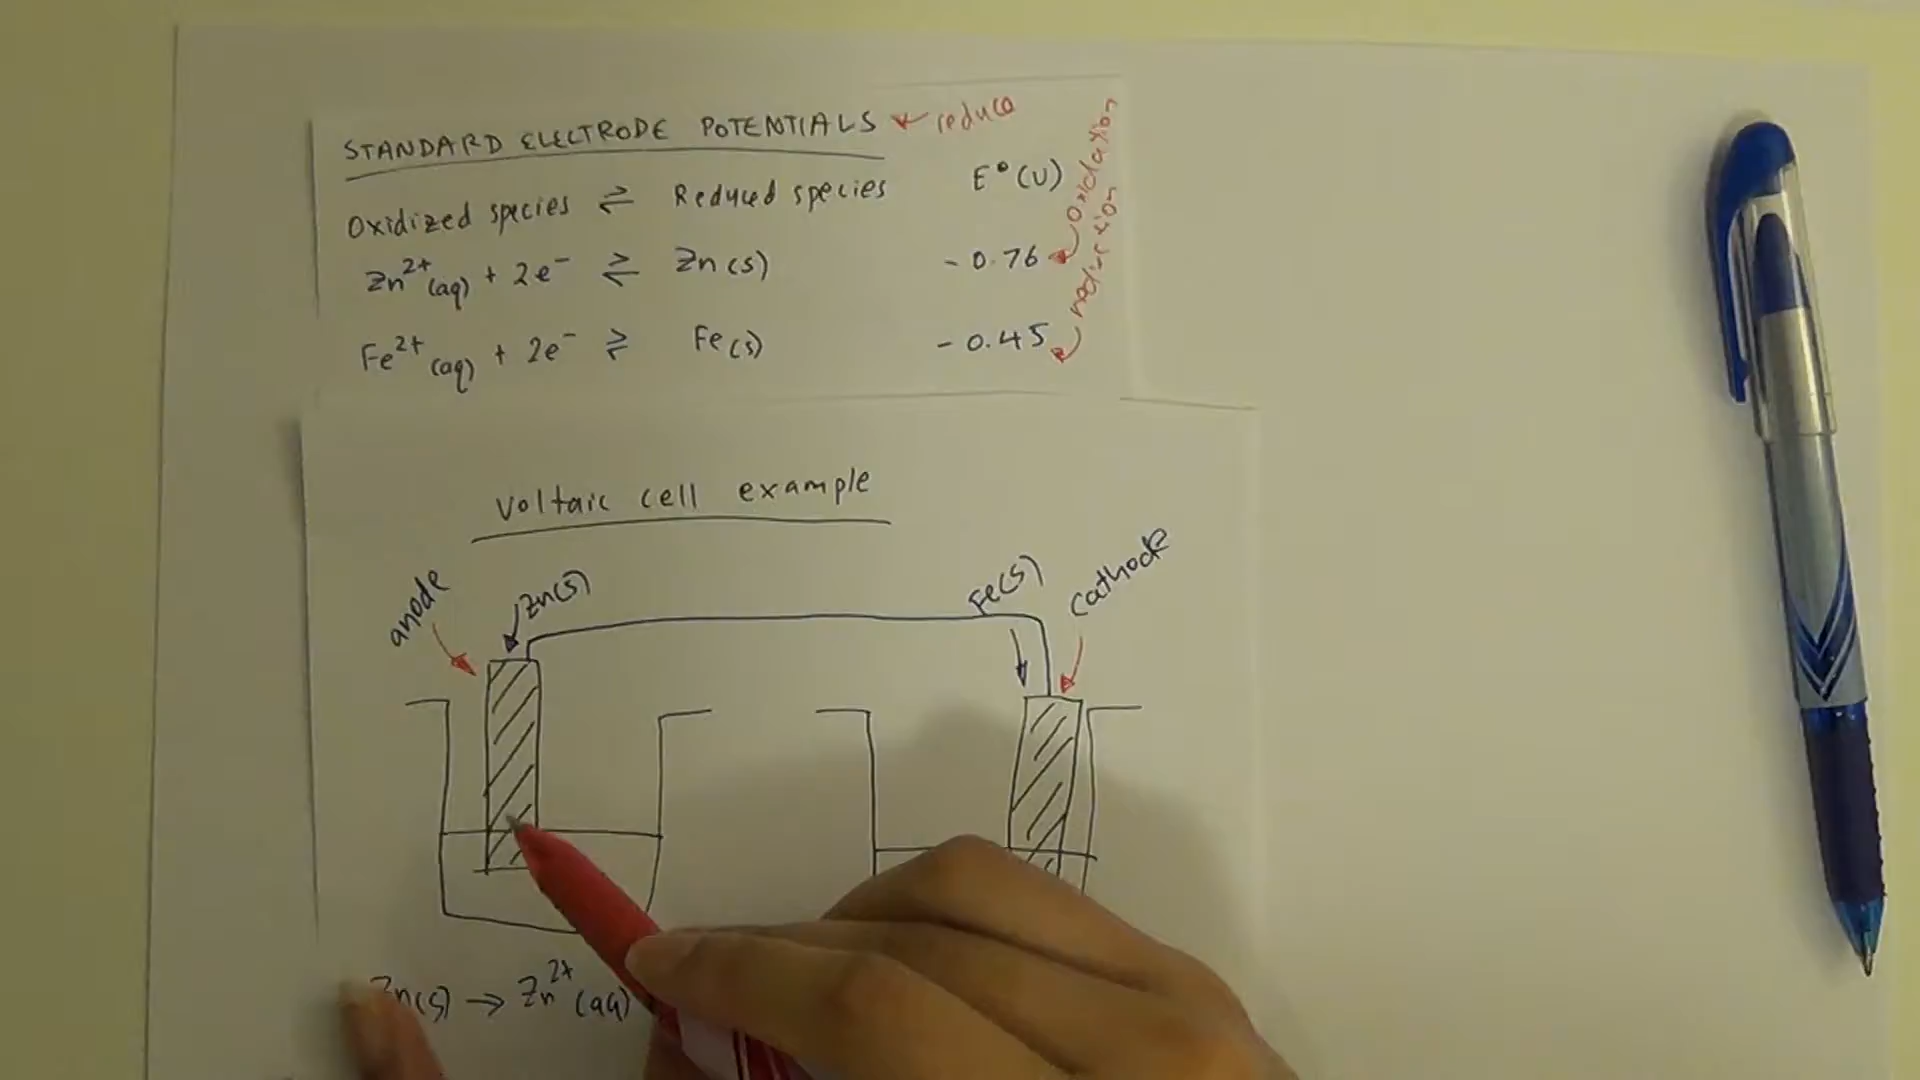 STANDARD ELECTRODE POTENTIALS
reduce
Oxidized species ⇌ Reduced species E°(V)
Zn²⁺(aq) + 2e⁻ ⇌ Zn(s) -0.76
oxidation
Fe²⁺(aq) + 2e⁻ ⇌ Fe(s) -0.45
reduction
Voltaic cell example
anode
Zn(s)
Fe(s)
Cathode
Zn(s) → Zn²⁺(aq)